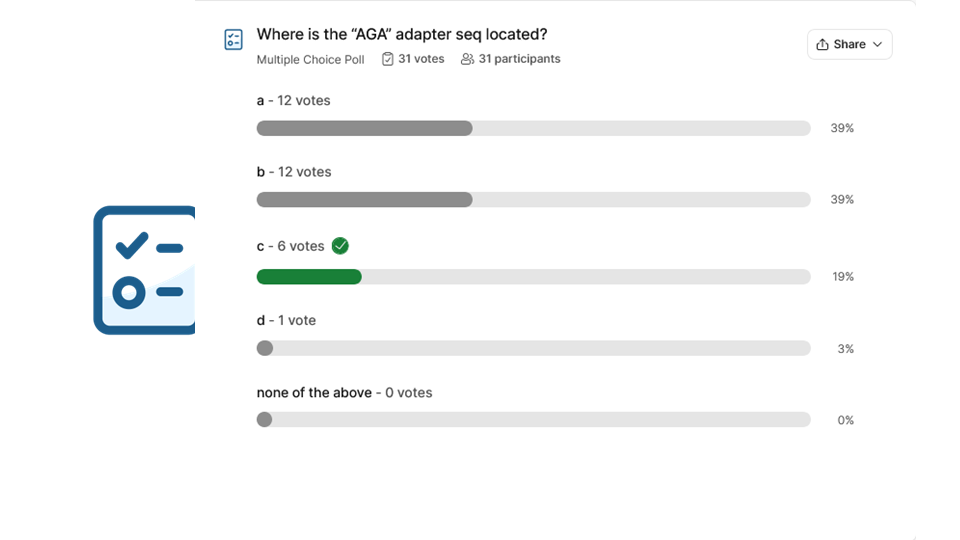 Where is the “AGA” adapter seq located?
Share
Multiple Choice Poll 31 votes 31 participants
a - 12 votes
39%
b - 12 votes
39%
c - 6 votes
19%
d - 1 vote
3%
none of the above - 0 votes
0%